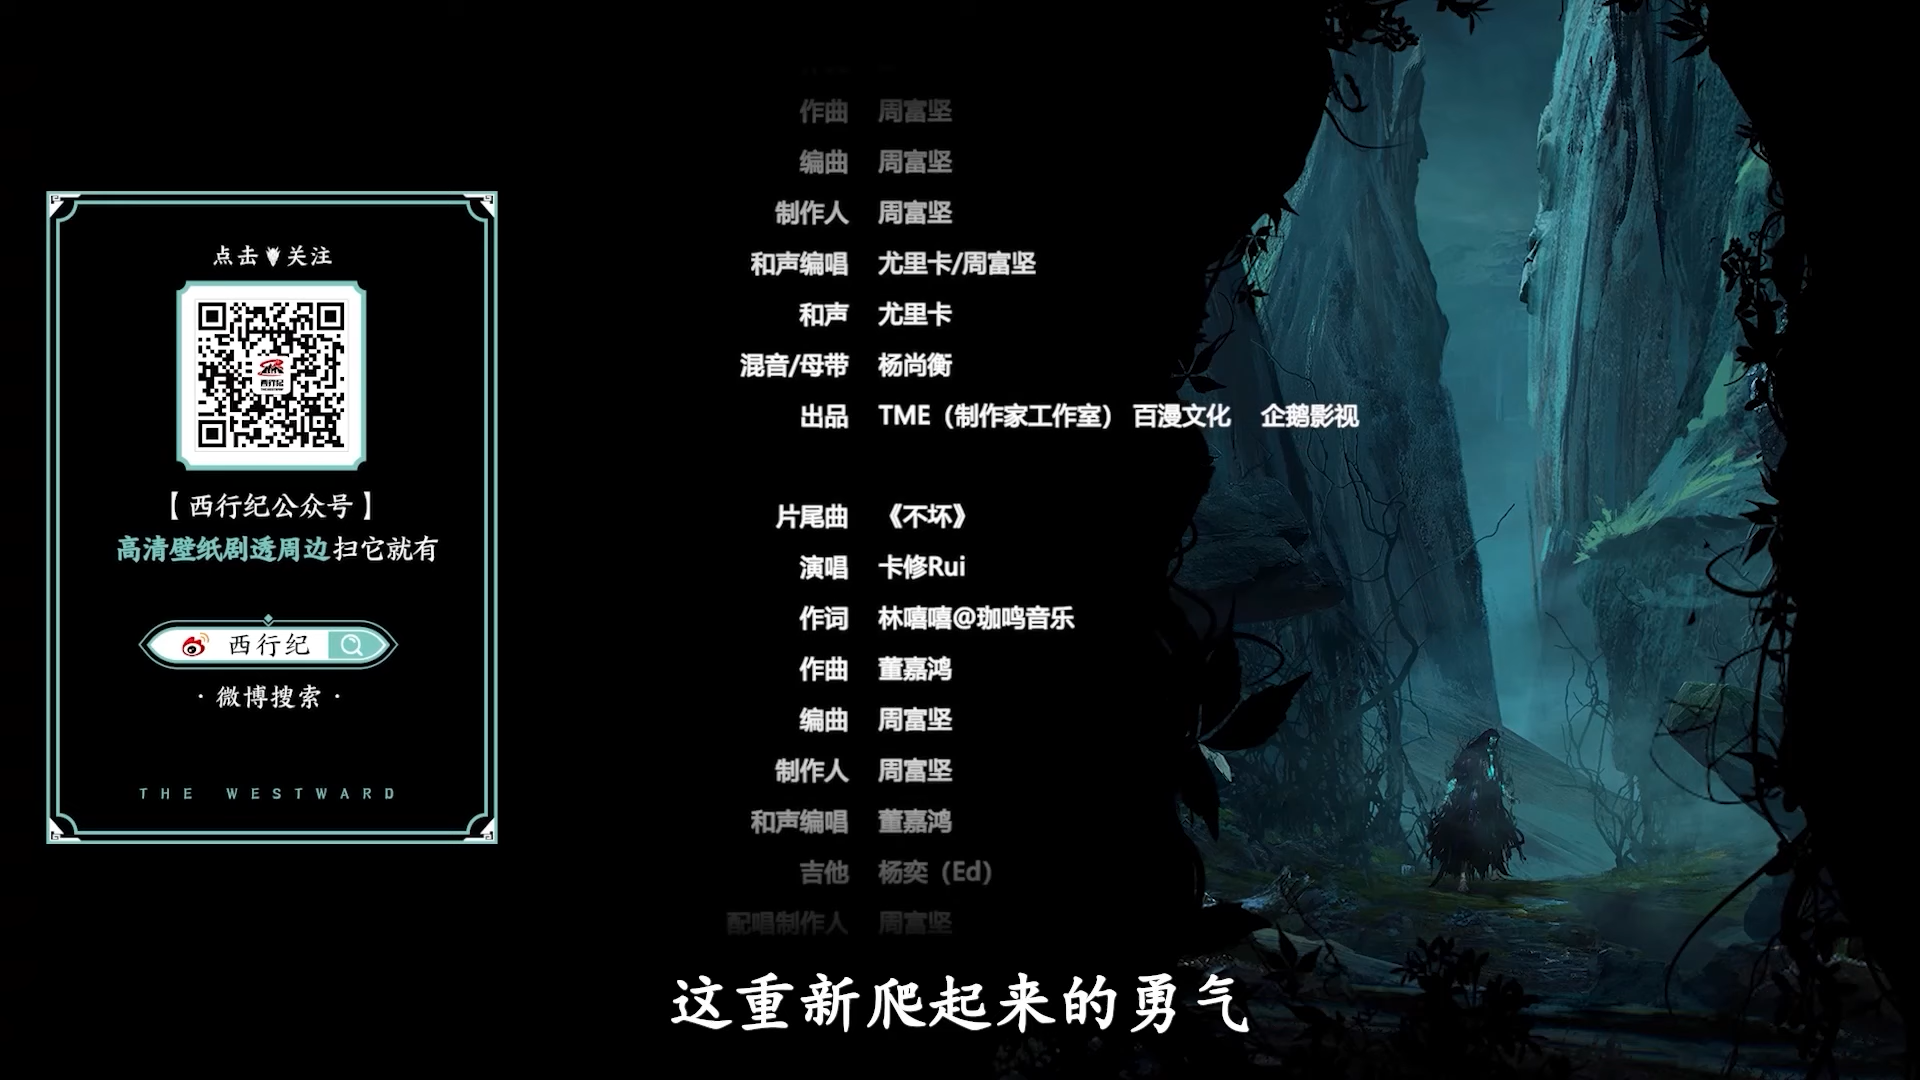 点击关注
西行纪
【西行纪公众号】
高清壁纸剧透周边扫它就有
西行纪
·微博搜索·
THE WESTWARD
作曲 周富坚
编曲 周富坚
制作人 周富坚
和声编唱 尤里卡/周富坚
和声 尤里卡
混音/母带 杨尚衡
出品 TME（制作家工作室） 百漫文化 企鹅影视
片尾曲 《不坏》
演唱 卡修Rui
作词 林嘻嘻@珈鸣音乐
作曲 董嘉鸿
编曲 周富坚
制作人 周富坚
和声编唱 董嘉鸿
吉他 杨奕（Ed）
配唱制作人 周富坚
这重新爬起来的勇气